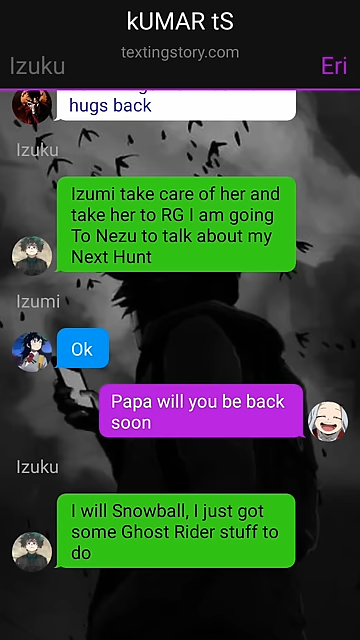 kUMAR tS
textingstory.com
Izuku
Eri
hugs back
Izuku
Izumi take care of her and
take her to RG I am going
To Nezu to talk about my
Next Hunt
Izumi
Ok
Papa will you be back
soon
Izuku
I will Snowball, I just got
some Ghost Rider stuff to
do